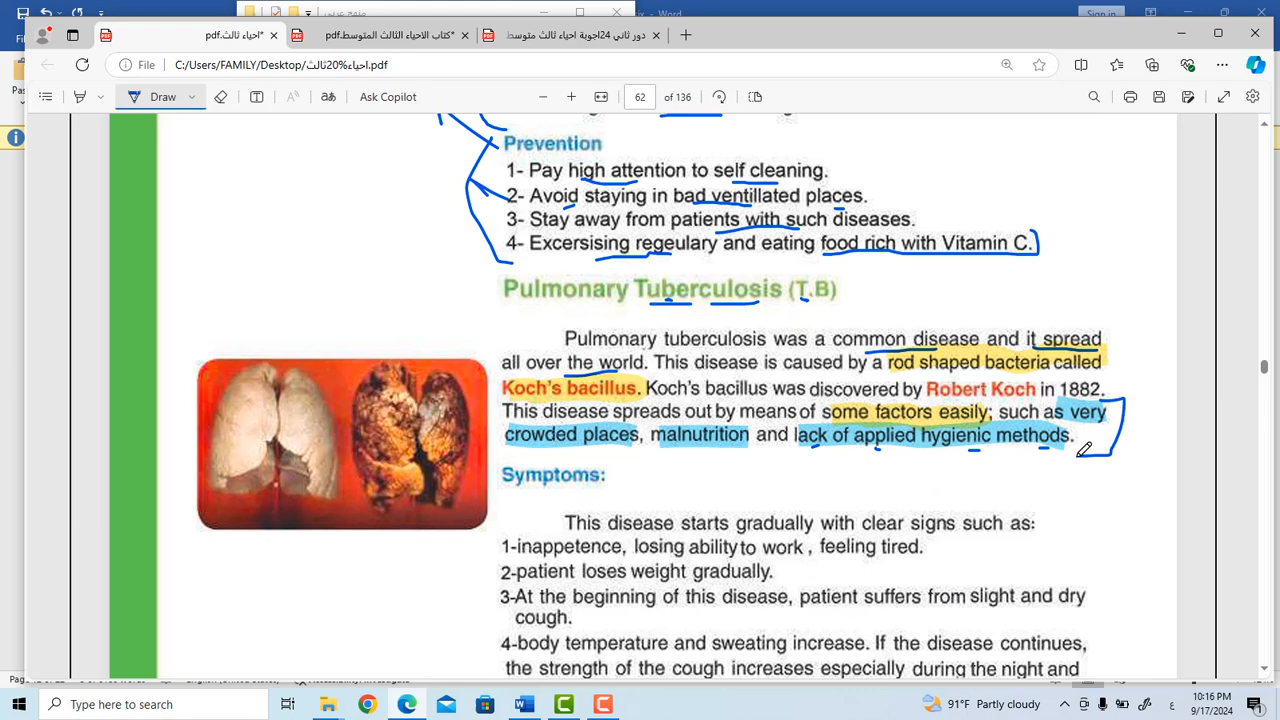 Word
Sign in
احياء ثالث.pdf*
كتاب الاحياء الثالث المتوسط.pdf*
دور ثاني 24اجوبة احياء ثالث متوسط
File
C:/Users/FAMILY/Desktop/احياء%20ثالث.pdf
Draw
Ask Copilot
62 of 136
Prevention
1- Pay high attention to self cleaning.
2- Avoid staying in bad ventillated places.
3- Stay away from patients with such diseases.
4- Excersising regeulary and eating food rich with Vitamin C.
Pulmonary Tuberculosis (T.B)
Pulmonary tuberculosis was a common disease and it spread
all over the world. This disease is caused by a rod shaped bacteria called
Koch's bacillus. Koch's bacillus was discovered by Robert Koch in 1882.
This disease spreads out by means of some factors easily; such as very
crowded places, malnutrition and lack of applied hygienic methods.
Symptoms:
This disease starts gradually with clear signs such as:
1-inappetence, losing ability to work , feeling tired.
2-patient loses weight gradually.
3-At the beginning of this disease, patient suffers from slight and dry
cough.
4-body temperature and sweating increase. If the disease continues,
the strength of the cough increases especially during the night and
Type here to search
91°F Partly cloudy
ع
10:16 PM
9/17/2024